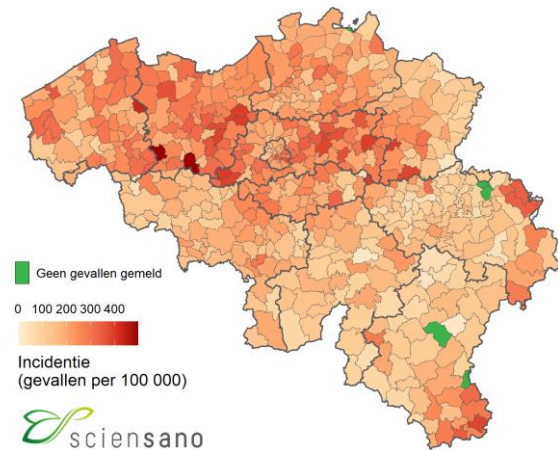 Geen gevallen gemeld
0 100 200 300 400
Incidentie
(gevallen per 100 000)
sciensano